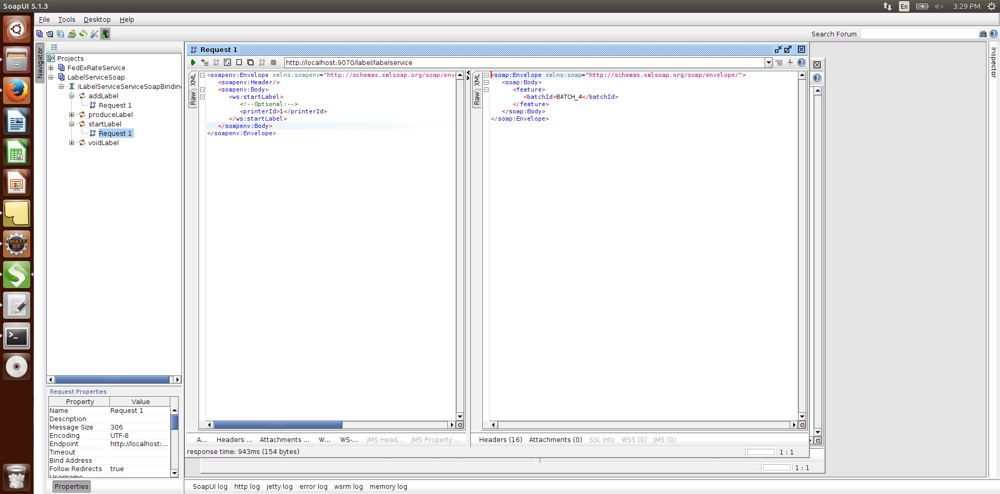 SoapUI 5.1.3
En
3:29 PM
File Tools Desktop Help
Search Forum
Navigator
Projects
FedExRateService
LabelServiceSoap
ILabelServiceServiceSoapBindin
addLabel
Request 1
produceLabel
startLabel
Request 1
voidLabel
Request Properties
Property Value
Name Request 1
Description
Message Size 306
Encoding UTF-8
Endpoint http://localhost:...
Timeout
Bind Address
Follow Redirects true
Username
Properties
Request 1
http://localhost:9070/label/labelservice
XML
Raw
<soapenv:Envelope xmlns:soapenv="http://schemas.xmlsoap.org/soap/env
<soapenv:Header/>
<soapenv:Body>
<ws:startLabel>
<!--Optional:-->
<printerId>1</printerId>
</ws:startLabel>
</soapenv:Body>
</soapenv:Envelope>
XML
Raw
<soap:Envelope xmlns:soap="http://schemas.xmlsoap.org/soap/envelope/">
<soap:Body>
<feature>
<batchId>BATCH_4</batchId>
</feature>
</soap:Body>
</soap:Envelope>
A... Headers ... Attachments ... W... WS-... JMS Head... JMS Property ...
Headers (16) Attachments (0) SSL Info WSS (0) JMS (0)
response time: 943ms (154 bytes)
1 : 1
1 : 1
SoapUI log http log jetty log error log wsrm log memory log
Inspector
Java EE
IDE